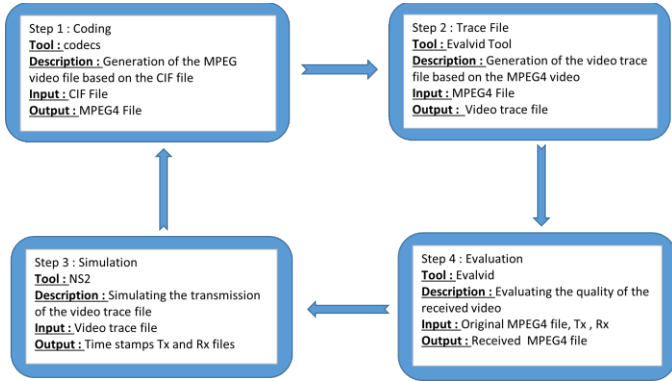 Step 1 : Coding
Tool : codecs
Description : Generation of the MPEG
video file based on the CIF file
Input : CIF File
Output : MPEG4 File
Step 2 : Trace File
Tool : Evalvid Tool
Description : Generation of the video trace
file based on the MPEG4 video
Input : MPEG4 File
Output : Video trace file
Step 3 : Simulation
Tool : NS2
Description : Simulating the transmission
of the video trace file
Input : Video trace file
Output : Time stamps Tx and Rx files
Step 4 : Evaluation
Tool : Evalvid
Description : Evaluating the quality of the
received video
Input : Original MPEG4 file, Tx , Rx
Output : Received MPEG4 file